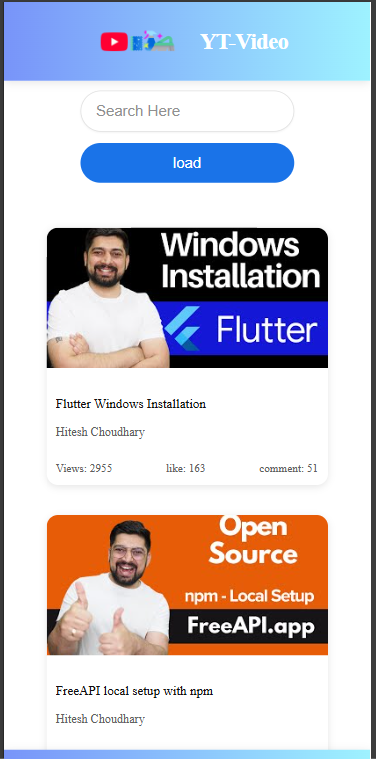 YT-Video
Search Here
load
Windows
Installation
Flutter
Flutter Windows Installation
Hitesh Choudhary
Views: 2955 like: 163 comment: 51
Open
Source
npm - Local Setup
FreeAPI.app
FreeAPI local setup with npm
Hitesh Choudhary